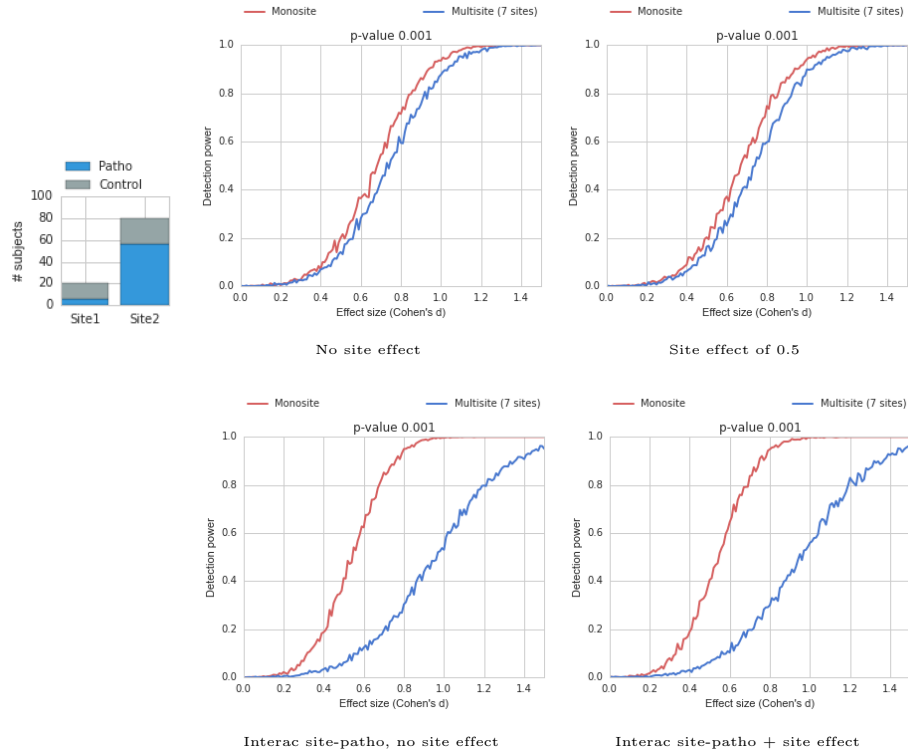 Patho
Control
100
80
60
40
20
0
# subjects
Site1 Site2
Monosite Multisite (7 sites)
p-value 0.001
1.0
0.8
0.6
0.4
0.2
0.0
Detection power
0.0 0.2 0.4 0.6 0.8 1.0 1.2 1.4
Effect size (Cohen's d)
No site effect
Monosite Multisite (7 sites)
p-value 0.001
1.0
0.8
0.6
0.4
0.2
0.0
Detection power
0.0 0.2 0.4 0.6 0.8 1.0 1.2 1.4
Effect size (Cohen's d)
Site effect of 0.5
Monosite Multisite (7 sites)
p-value 0.001
1.0
0.8
0.6
0.4
0.2
0.0
Detection power
0.0 0.2 0.4 0.6 0.8 1.0 1.2 1.4
Effect size (Cohen's d)
Interac site-patho, no site effect
Monosite Multisite (7 sites)
p-value 0.001
1.0
0.8
0.6
0.4
0.2
0.0
Detection power
0.0 0.2 0.4 0.6 0.8 1.0 1.2 1.4
Effect size (Cohen's d)
Interac site-patho + site effect